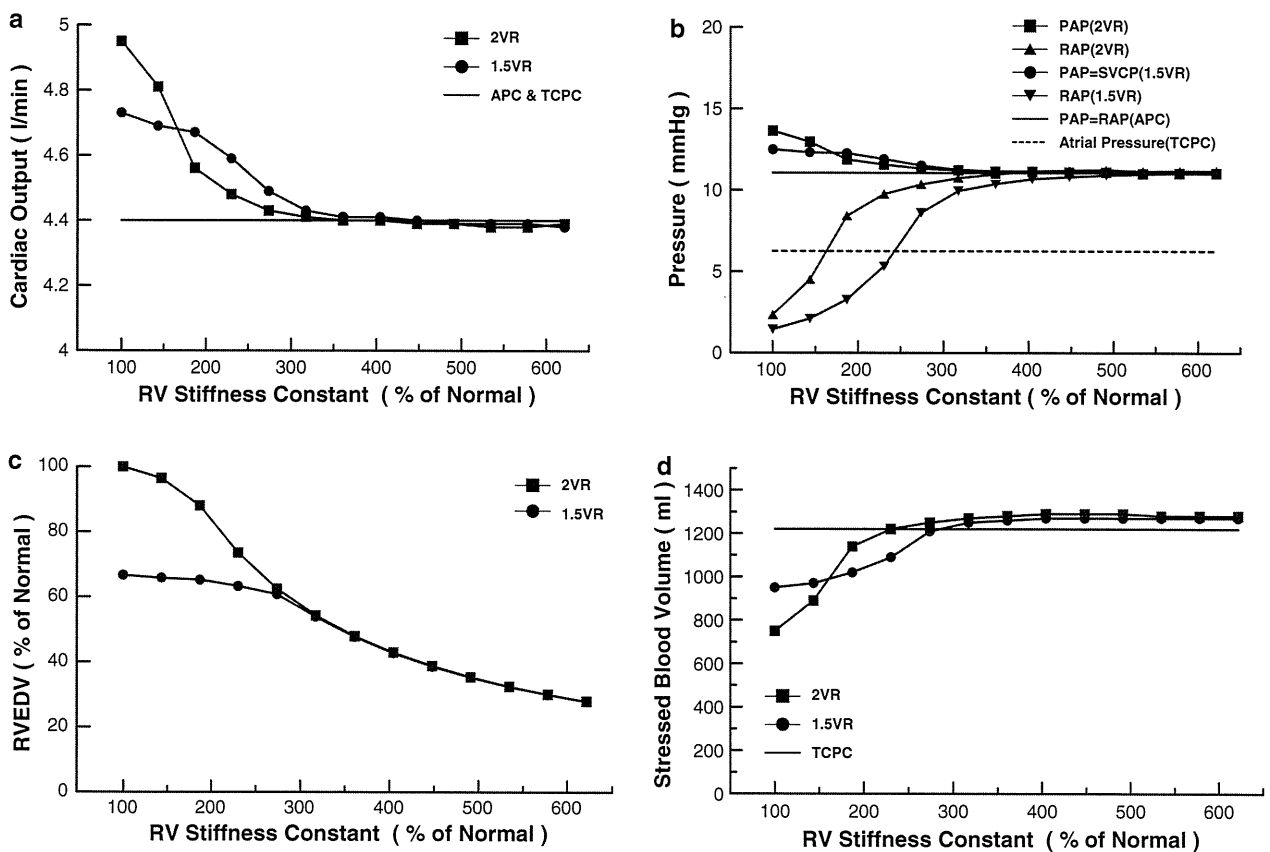 a
5
4.8
4.6
4.4
4.2
4
Cardiac Output ( l/min )
2VR
1.5VR
APC & TCPC
100 200 300 400 500 600
RV Stiffness Constant ( % of Normal )
b
20
15
10
5
0
Pressure ( mmHg )
PAP(2VR)
RAP(2VR)
PAP=SVCP(1.5VR)
RAP(1.5VR)
PAP=RAP(APC)
Atrial Pressure(TCPC)
100 200 300 400 500 600
RV Stiffness Constant ( % of Normal )
c
100
80
60
40
20
0
RVEDV ( % of Normal )
2VR
1.5VR
100 200 300 400 500 600
RV Stiffness Constant ( % of Normal )
d
1400
1200
1000
800
600
400
200
0
Stressed Blood Volume ( ml )
2VR
1.5VR
TCPC
100 200 300 400 500 600
RV Stiffness Constant ( % of Normal )